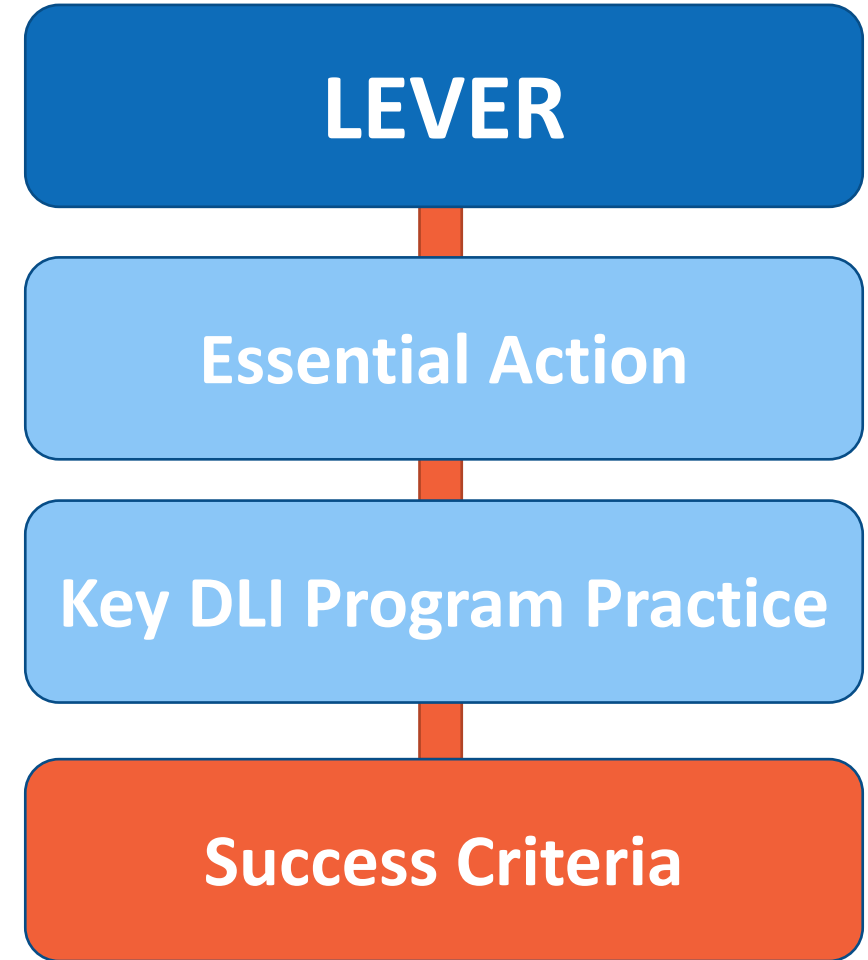 LEVER
Essential Action
Key DLI Program Practice
Success Criteria